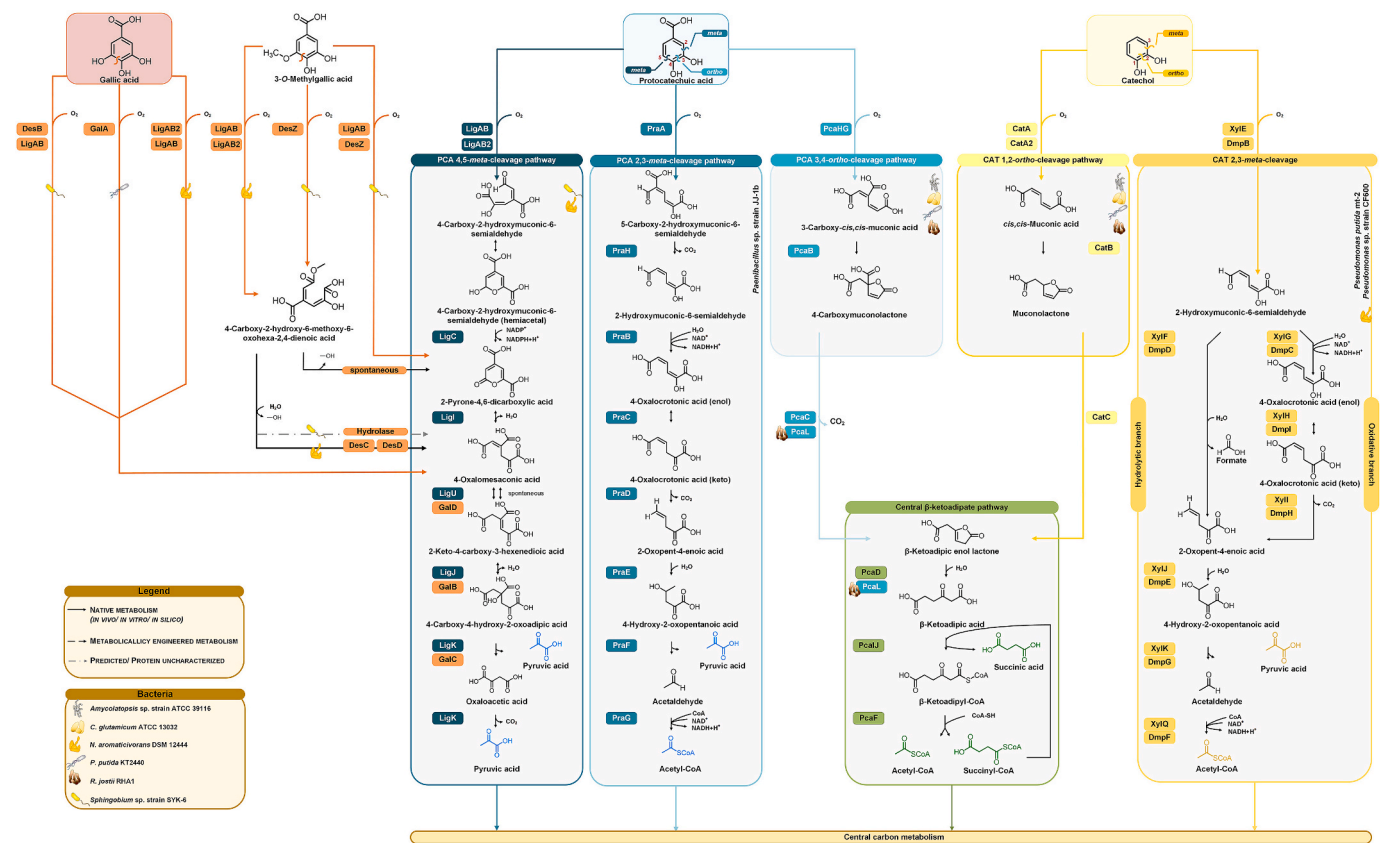 Gallic acid
3-O-Methylgallic acid
Protocatechuic acid
meta
meta
ortho
Catechol
meta
ortho
O₂
O₂
O₂
O₂
O₂
O₂
O₂
O₂
O₂
O₂
O₂
DesB
LigAB
GalA
LigAB2
LigAB
LigAB
LigAB2
DesZ
LigAB
DesZ
LigAB
LigAB2
PraA
PcaHG
CatA
CatA2
XylE
DmpB
4-Carboxy-2-hydroxy-6-methoxy-6-
oxohexa-2,4-dienoic acid
—OH
spontaneous
H₂O
—OH
Hydrolase
DesC
DesD
PCA 4,5-meta-cleavage pathway
4-Carboxy-2-hydroxymuconic-6-
semialdehyde
4-Carboxy-2-hydroxymuconic-6-
semialdehyde (hemiacetal)
LigC
NADP⁺
NADPH+H⁺
2-Pyrone-4,6-dicarboxylic acid
LigI
H₂O
4-Oxalomesaconic acid
LigU
GalD
spontaneous
2-Keto-4-carboxy-3-hexenedioic acid
LigJ
GalB
H₂O
4-Carboxy-4-hydroxy-2-oxoadipic acid
LigK
GalC
Pyruvic acid
Oxaloacetic acid
LigK
CO₂
Pyruvic acid
PCA 2,3-meta-cleavage pathway
Paenibacillus sp. strain JJ-1b
5-Carboxy-2-hydroxymuconic-6-
semialdehyde
PraH
CO₂
2-Hydroxymuconic-6-semialdehyde
PraB
H₂O
NAD⁺
NADH+H⁺
4-Oxalocrotonic acid (enol)
PraC
4-Oxalocrotonic acid (keto)
PraD
CO₂
2-Oxopent-4-enoic acid
PraE
H₂O
4-Hydroxy-2-oxopentanoic acid
PraF
Pyruvic acid
Acetaldehyde
PraG
CoA
NAD⁺
NADH+H⁺
Acetyl-CoA
PCA 3,4-ortho-cleavage pathway
3-Carboxy-cis,cis-muconic acid
PcaB
4-Carboxymuconolactone
PcaC
PcaL
CO₂
CAT 1,2-ortho-cleavage pathway
cis,cis-Muconic acid
CatB
Muconolactone
CatC
Central β-ketoadipate pathway
β-Ketoadipic enol lactone
PcaD
PcaL
H₂O
β-Ketoadipic acid
PcaIJ
Succinic acid
β-Ketoadipyl-CoA
PcaF
CoA-SH
Acetyl-CoA
Succinyl-CoA
CAT 2,3-meta-cleavage
Pseudomonas putida mt-2
Pseudomonas sp. strain CF600
2-Hydroxymuconic-6-semialdehyde
XylF
DmpD
XylG
DmpC
H₂O
NAD⁺
NADH+H⁺
4-Oxalocrotonic acid (enol)
Hydrolytic branch
Oxidative branch
H₂O
Formate
XylH
DmpI
4-Oxalocrotonic acid (keto)
XylI
DmpH
CO₂
2-Oxopent-4-enoic acid
XylJ
DmpE
H₂O
4-Hydroxy-2-oxopentanoic acid
XylK
DmpG
Pyruvic acid
Acetaldehyde
XylQ
DmpF
CoA
NAD⁺
NADH+H⁺
Acetyl-CoA
Central carbon metabolism
Legend
NATIVE METABOLISM
(IN VIVO/ IN VITRO/ IN SILICO)
METABOLICALLICY ENGINEERED METABOLISM
PREDICTED/ PROTEIN UNCHARACTERIZED
Bacteria
Amycolatopsis sp. strain ATCC 39116
C. glutamicum ATCC 13032
N. aromaticivorans DSM 12444
P. putida KT2440
R. jostii RHA1
Sphingobium sp. strain SYK-6